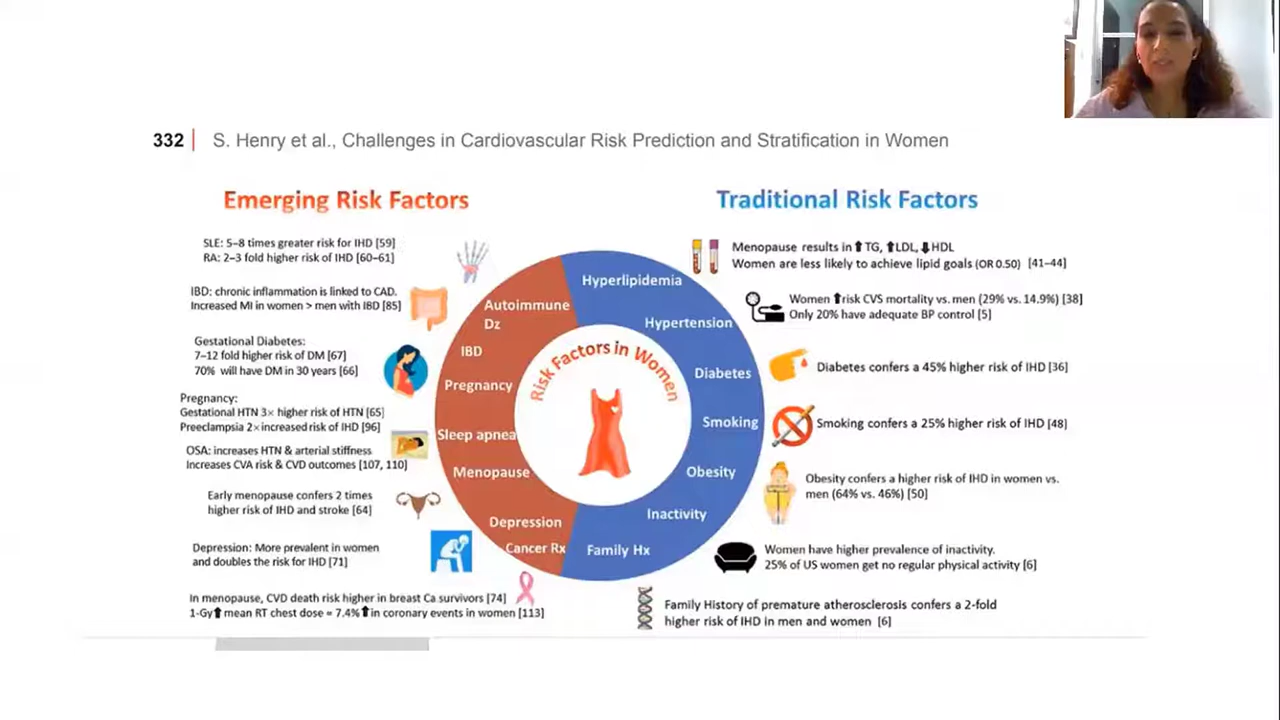 332 | S. Henry et al., Challenges in Cardiovascular Risk Prediction and Stratification in Women
Emerging Risk Factors
SLE: 5–8 times greater risk for IHD [59]
RA: 2–3 fold higher risk of IHD [60–61]
IBD: chronic inflammation is linked to CAD.
Increased MI in women > men with IBD [85]
Gestational Diabetes:
7–12 fold higher risk of DM [67]
70% will have DM in 30 years [66]
Pregnancy:
Gestational HTN 3× higher risk of HTN [65]
Preeclampsia 2×increased risk of IHD [96]
OSA: increases HTN & arterial stiffness
Increases CVA risk & CVD outcomes [107, 110]
Early menopause confers 2 times
higher risk of IHD and stroke [64]
Depression: More prevalent in women
and doubles the risk for IHD [71]
In menopause, CVD death risk higher in breast Ca survivors [74]
1-Gy⬆mean RT chest dose = 7.4%⬆in coronary events in women [113]
Autoimmune
Dz
IBD
Pregnancy
Sleep apnea
Menopause
Depression
Cancer Rx
Risk Factors in Women
Hyperlipidemia
Hypertension
Diabetes
Smoking
Obesity
Inactivity
Family Hx
Traditional Risk Factors
Menopause results in ⬆TG, ⬆LDL, ⬇HDL
Women are less likely to achieve lipid goals (OR 0.50) [41–44]
Women ⬆risk CVS mortality vs. men (29% vs. 14.9%) [38]
Only 20% have adequate BP control [5]
Diabetes confers a 45% higher risk of IHD [36]
Smoking confers a 25% higher risk of IHD [48]
Obesity confers a higher risk of IHD in women vs.
men (64% vs. 46%) [50]
Women have higher prevalence of inactivity.
25% of US women get no regular physical activity [6]
Family History of premature atherosclerosis confers a 2-fold
higher risk of IHD in men and women [6]